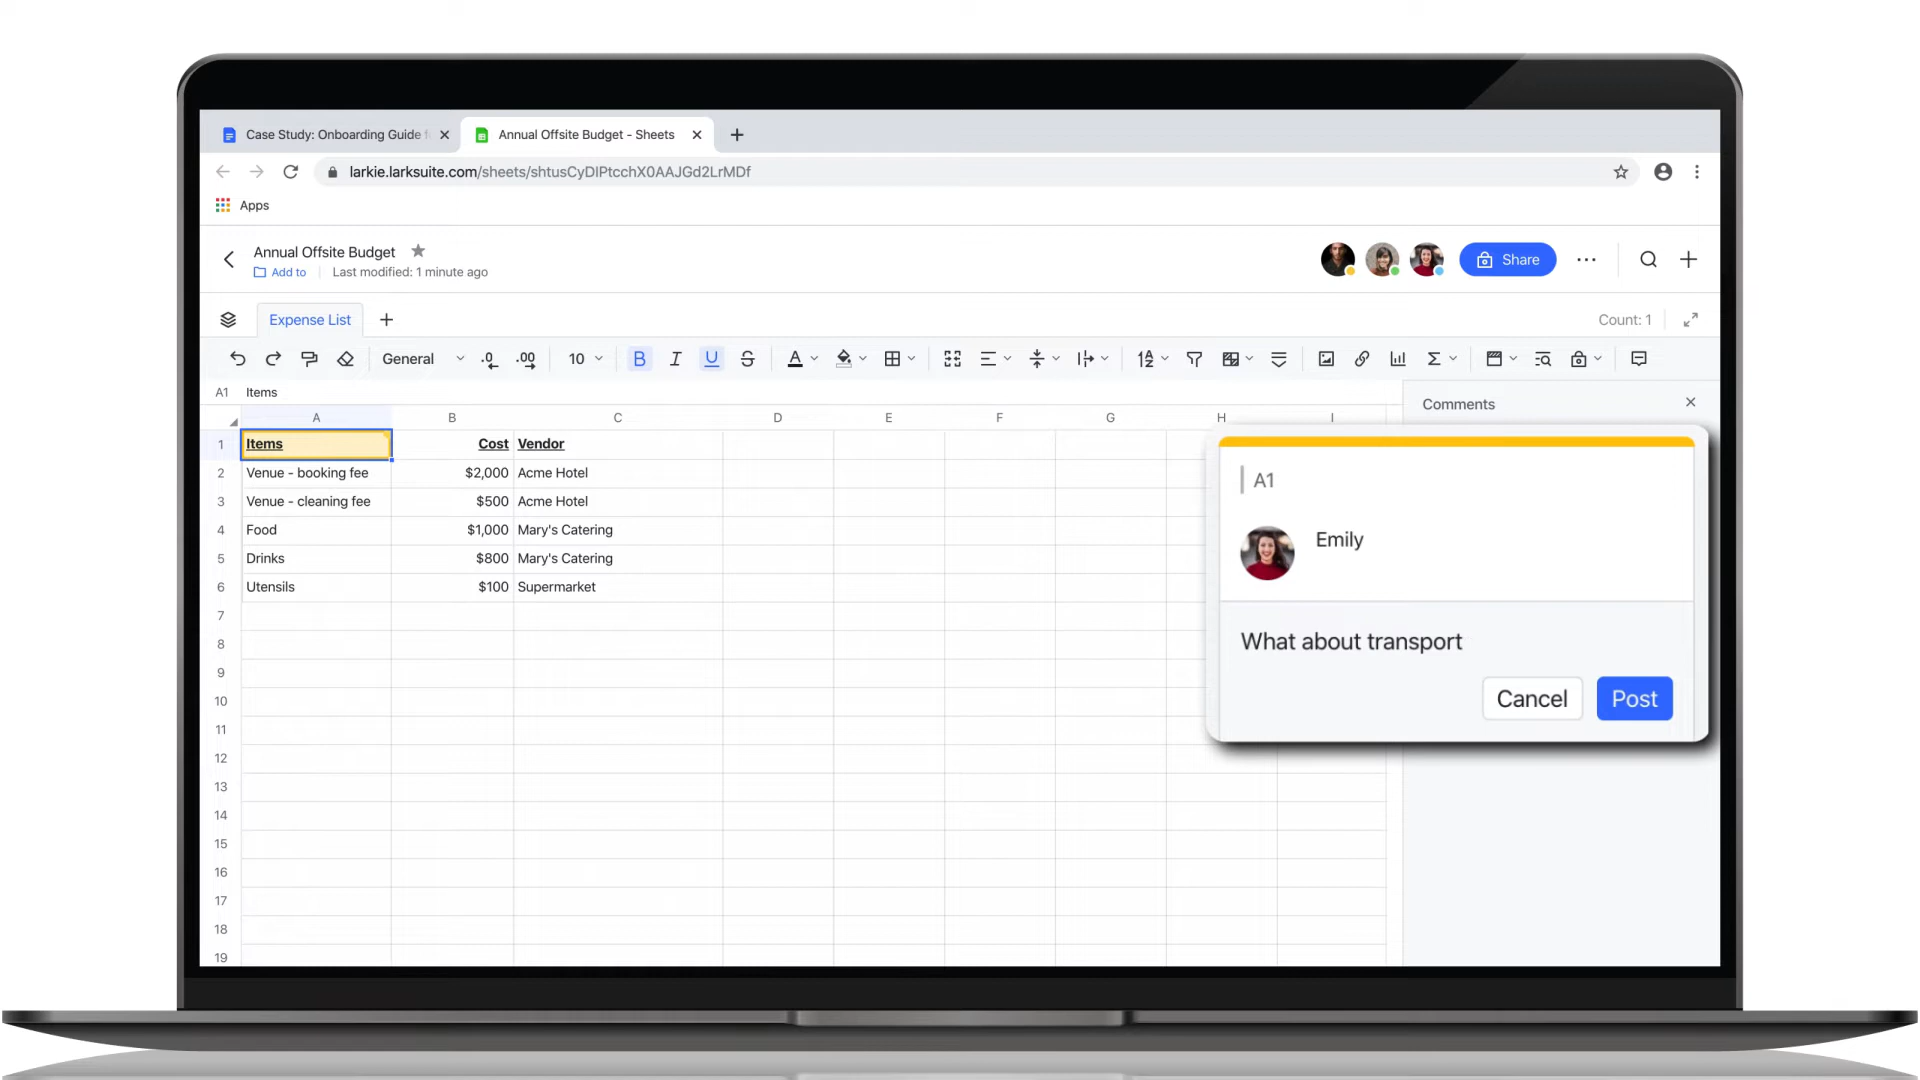 Case Study: Onboarding Guide
Annual Offsite Budget - Sheets
larkie.larksuite.com/sheets/shtusCyDIPtcchX0AAJGd2LrMDf
Apps
Annual Offsite Budget
Add to
Last modified: 1 minute ago
Share
Expense List
Count: 1
General
.0
.00
10
B I U S A
A1 Items
Comments
A B C D E F G H I
1 Items Cost Vendor
2 Venue - booking fee $2,000 Acme Hotel
3 Venue - cleaning fee $500 Acme Hotel
4 Food $1,000 Mary's Catering
5 Drinks $800 Mary's Catering
6 Utensils $100 Supermarket
7
8
9
10
11
12
13
14
15
16
17
18
19
A1
Emily
What about transport
Cancel
Post